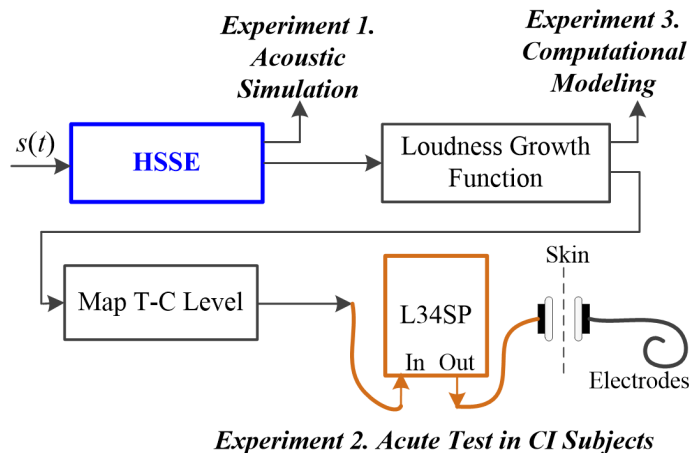 Experiment 1.
Acoustic
Simulation
Experiment 3.
Computational
Modeling
s(t)
HSSE
Loudness Growth
Function
Map T-C Level
L34SP
In Out
Skin
Electrodes
Experiment 2. Acute Test in CI Subjects